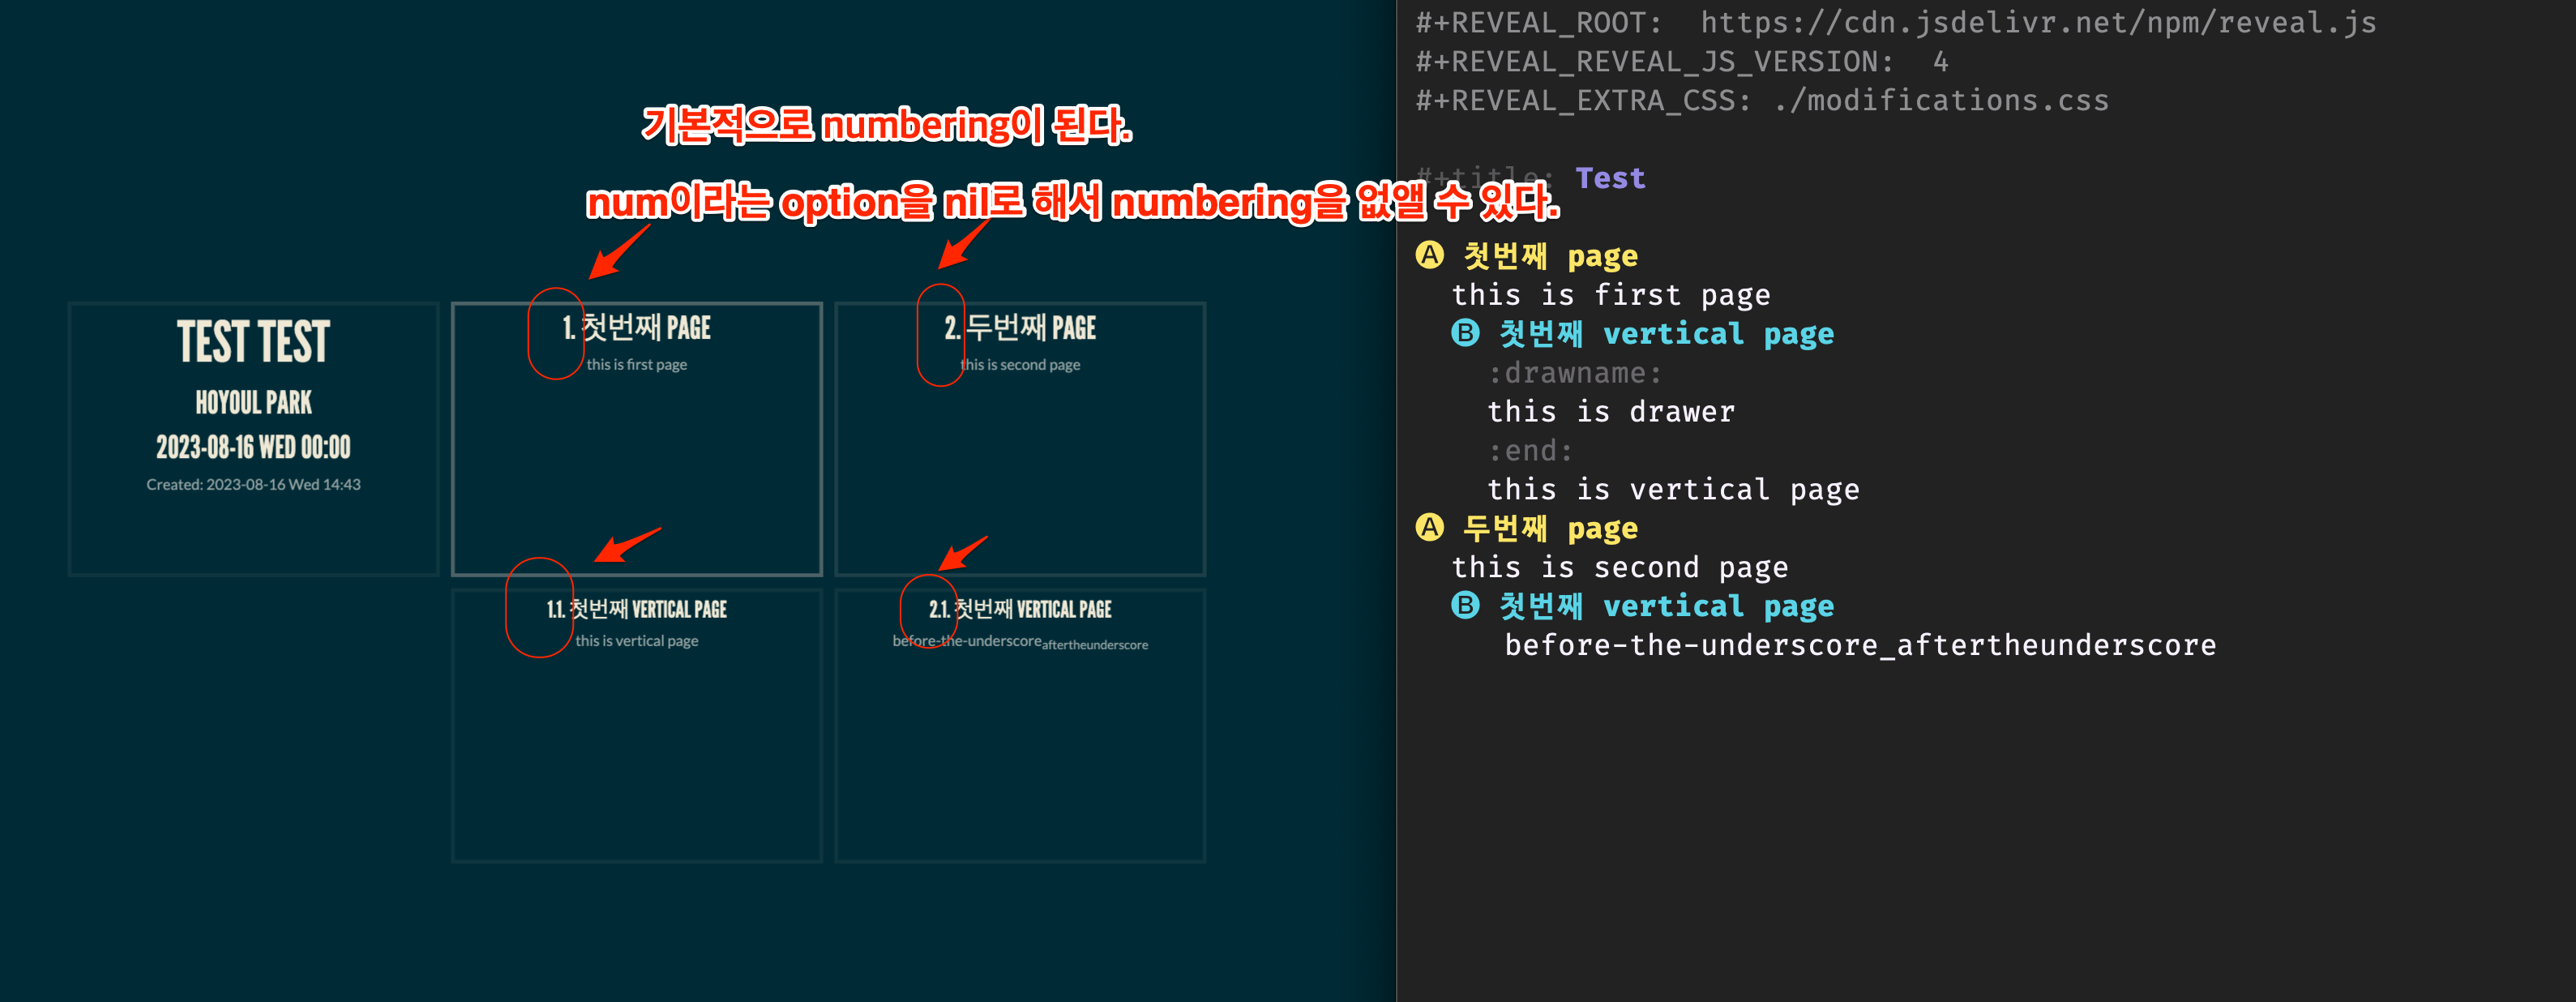 기본적으로 numbering이 된다.
num이라는 option을 nil로 해서 numbering을 없앨 수 있다.
TEST TEST
HOYOUL PARK
2023-08-16 WED 00:00
Created: 2023-08-16 Wed 14:43
1. 첫번째 PAGE
this is first page
2. 두번째 PAGE
this is second page
1.1. 첫번째 VERTICAL PAGE
this is vertical page
2.1. 첫번째 VERTICAL PAGE
before-the-underscoreaftertheunderscore
#+REVEAL_ROOT: https://cdn.jsdelivr.net/npm/reveal.js
#+REVEAL_REVEAL_JS_VERSION: 4
#+REVEAL_EXTRA_CSS: ./modifications.css
#+title: Test
A 첫번째 page
this is first page
B 첫번째 vertical page
:drawname:
this is drawer
:end:
this is vertical page
A 두번째 page
this is second page
B 첫번째 vertical page
before-the-underscore_aftertheunderscore